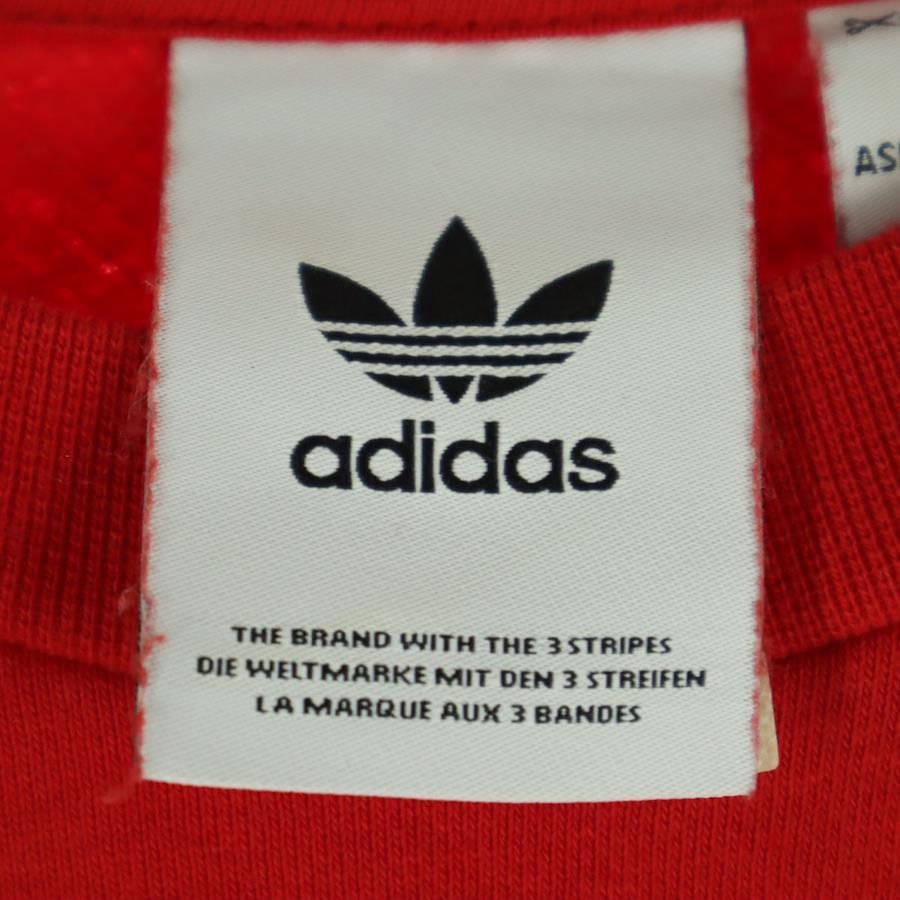 adidas
THE BRAND WITH THE 3 STRIPES
DIE WELTMARKE MIT DEN 3 STREIFEN
LA MARQUE AUX 3 BANDES